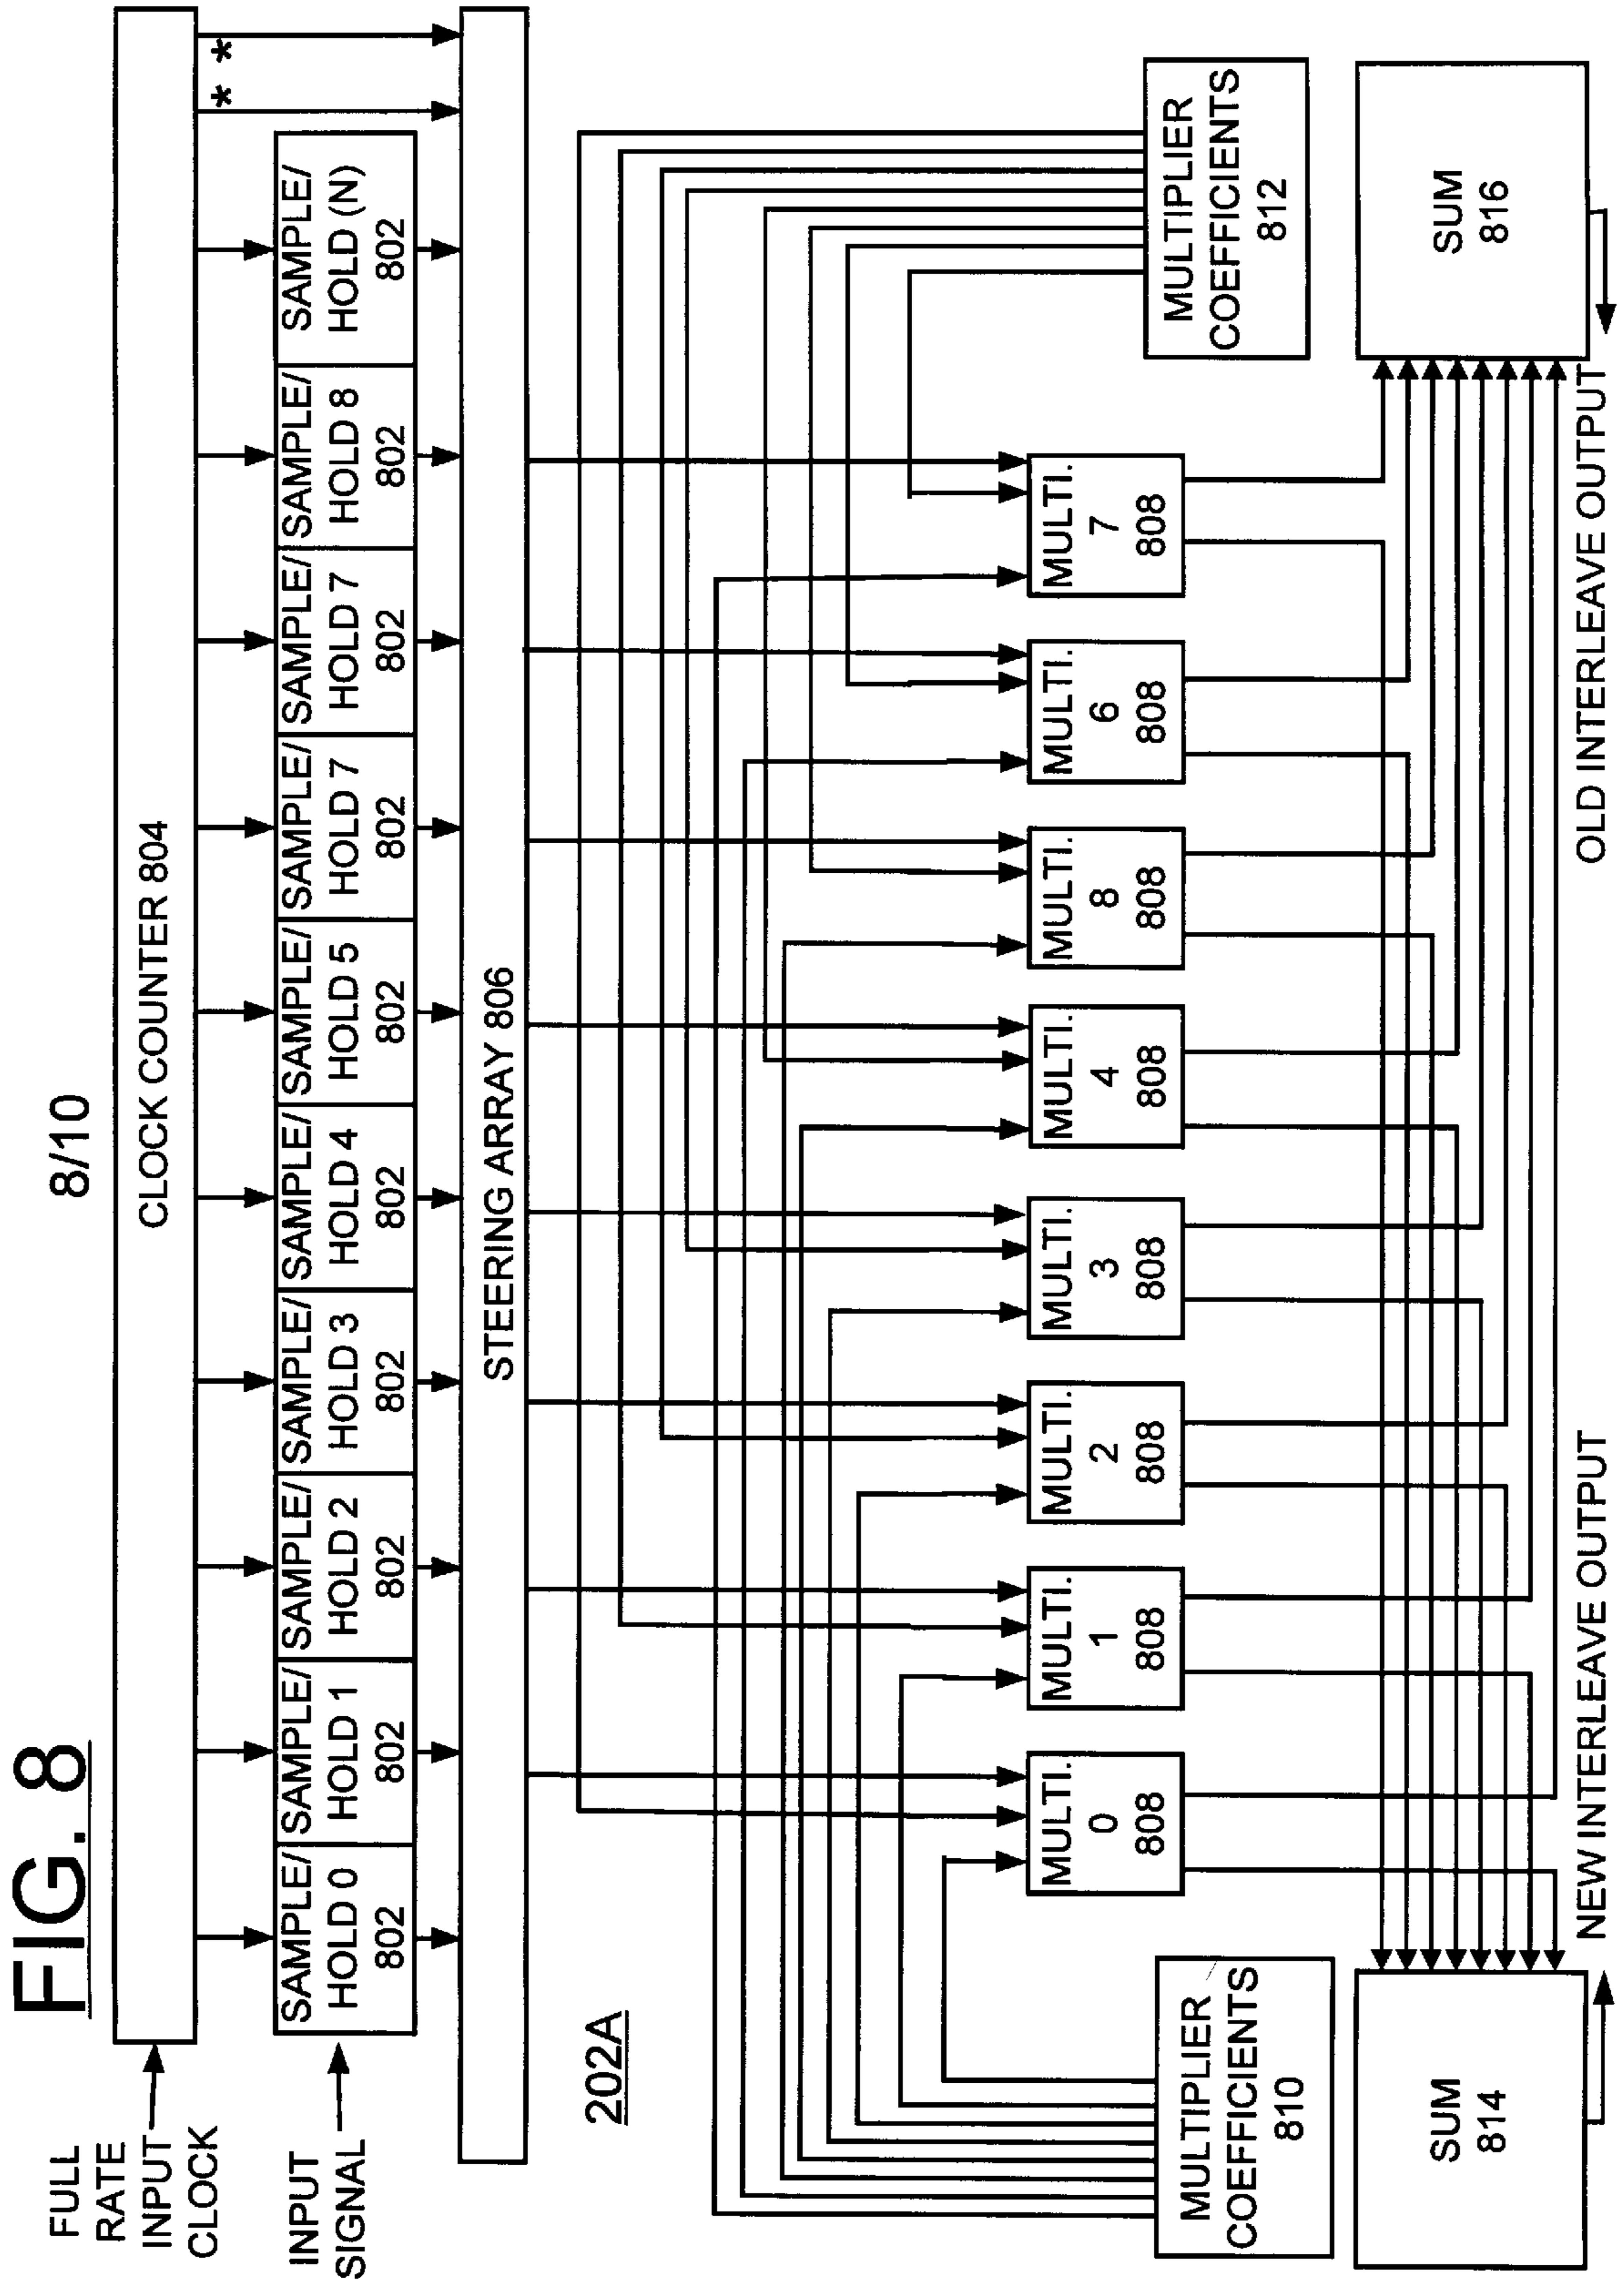 8/10
FIG. 8
FULL
RATE
INPUT
CLOCK
CLOCK COUNTER 804
*
*
INPUT
SIGNAL
SAMPLE/
HOLD 0
802
SAMPLE/
HOLD 1
802
SAMPLE/
HOLD 2
802
SAMPLE/
HOLD 3
802
SAMPLE/
HOLD 4
802
SAMPLE/
HOLD 5
802
SAMPLE/
HOLD 7
802
SAMPLE/
HOLD 7
802
SAMPLE/
HOLD 8
802
SAMPLE/
HOLD (N)
802
STEERING ARRAY 806
202A
MULTI.
0
808
MULTI.
1
808
MULTI.
2
808
MULTI.
3
808
MULTI.
4
808
MULTI.
8
808
MULTI.
6
808
MULTI.
7
808
MULTIPLIER
COEFFICIENTS
810
MULTIPLIER
COEFFICIENTS
812
SUM
814
SUM
816
NEW INTERLEAVE OUTPUT
OLD INTERLEAVE OUTPUT